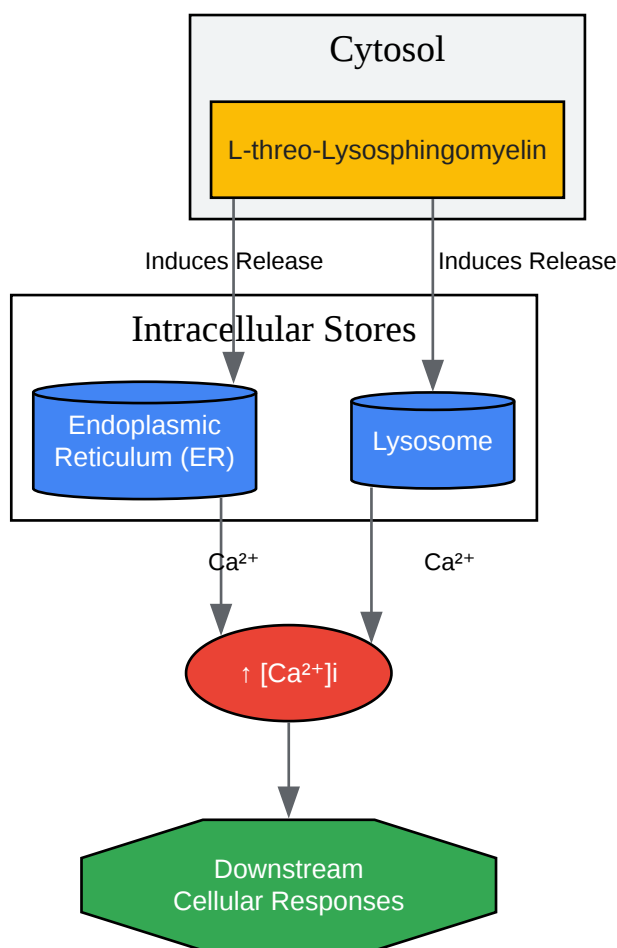 Cytosol
L-threo-Lysosphingomyelin
Induces Release
Induces Release
Intracellular Stores
Endoplasmic
Reticulum (ER)
Lysosome
Ca²⁺
Ca²⁺
↑ [Ca²⁺]i
Downstream
Cellular Responses